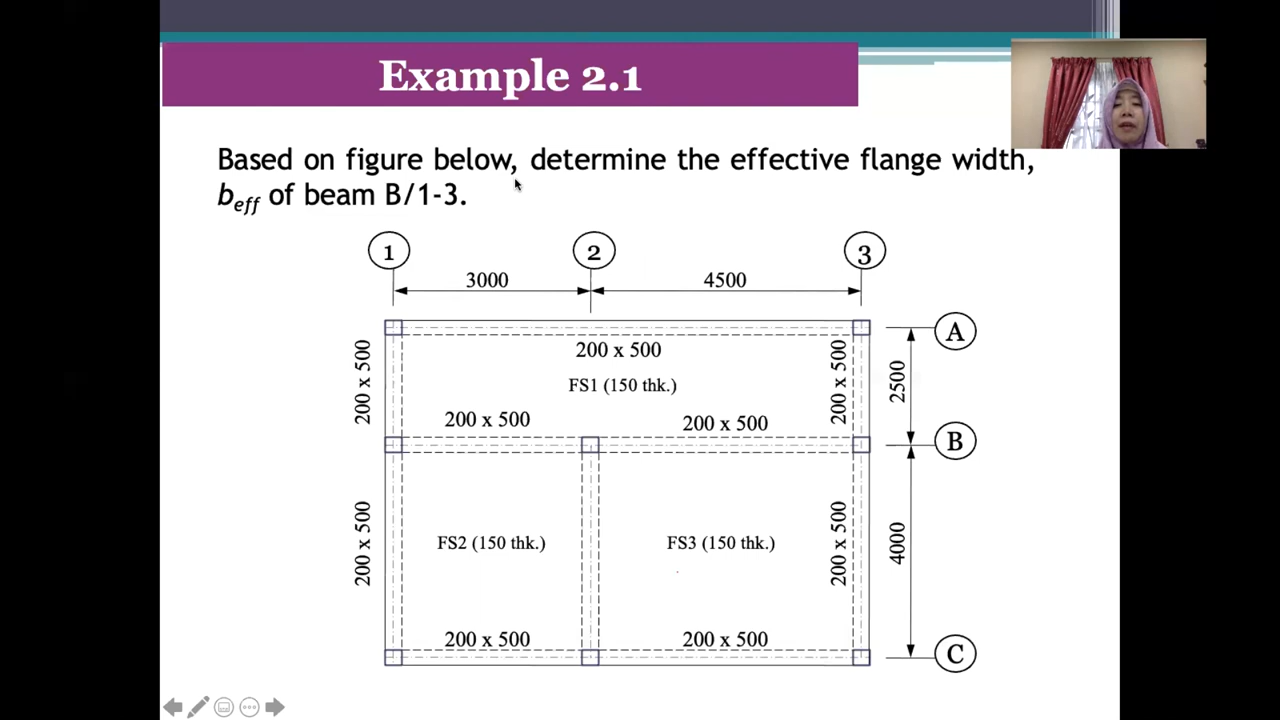 Example 2.1
Based on figure below, determine the effective flange width,
beff of beam B/1-3.
1
2
3
3000
4500
A
200 x 500
200 x 500
200 x 500
2500
FS1 (150 thk.)
200 x 500
200 x 500
B
200 x 500
FS2 (150 thk.)
FS3 (150 thk.)
200 x 500
4000
200 x 500
200 x 500
C